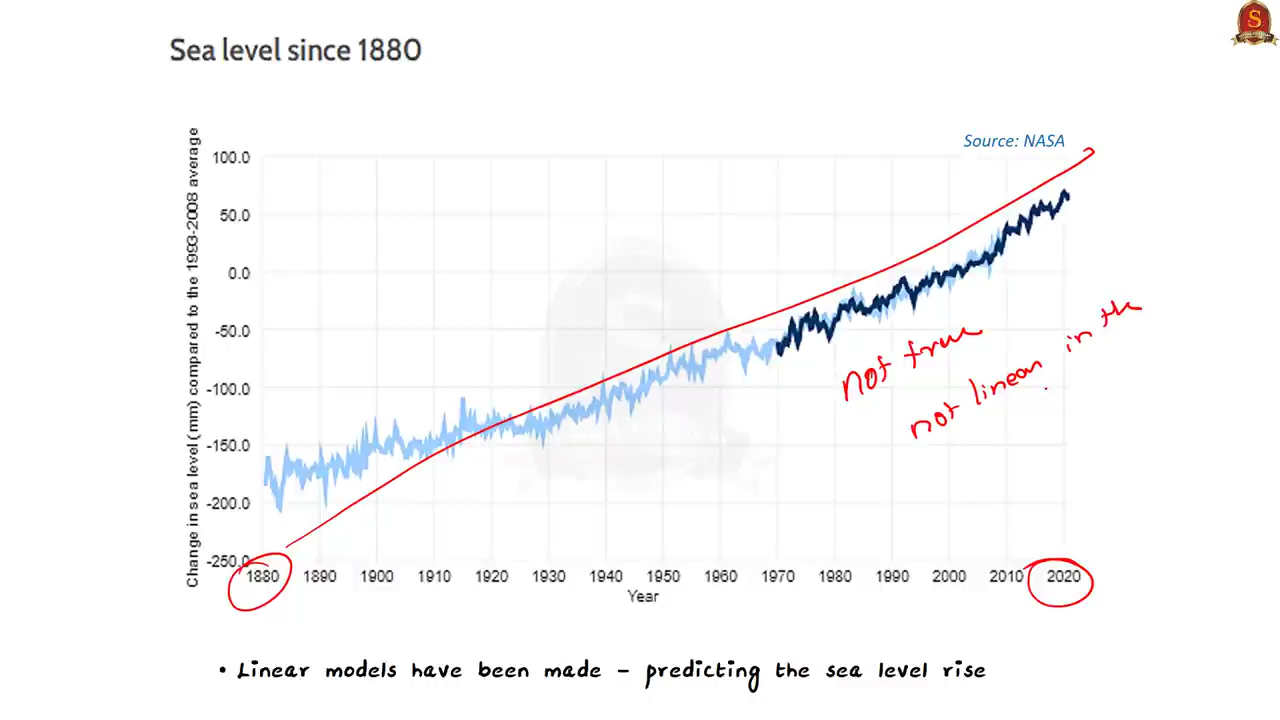 Sea level since 1880
Source: NASA
Change in sea level (mm) compared to the 1993-2008 average
100.0
50.0
0.0
-50.0
-100.0
-150.0
-200.0
-250.0
1880 1890 1900 1910 1920 1930 1940 1950 1960 1970 1980 1990 2000 2010 2020
Year
not true
not linear in the
• Linear models have been made – predicting the sea level rise